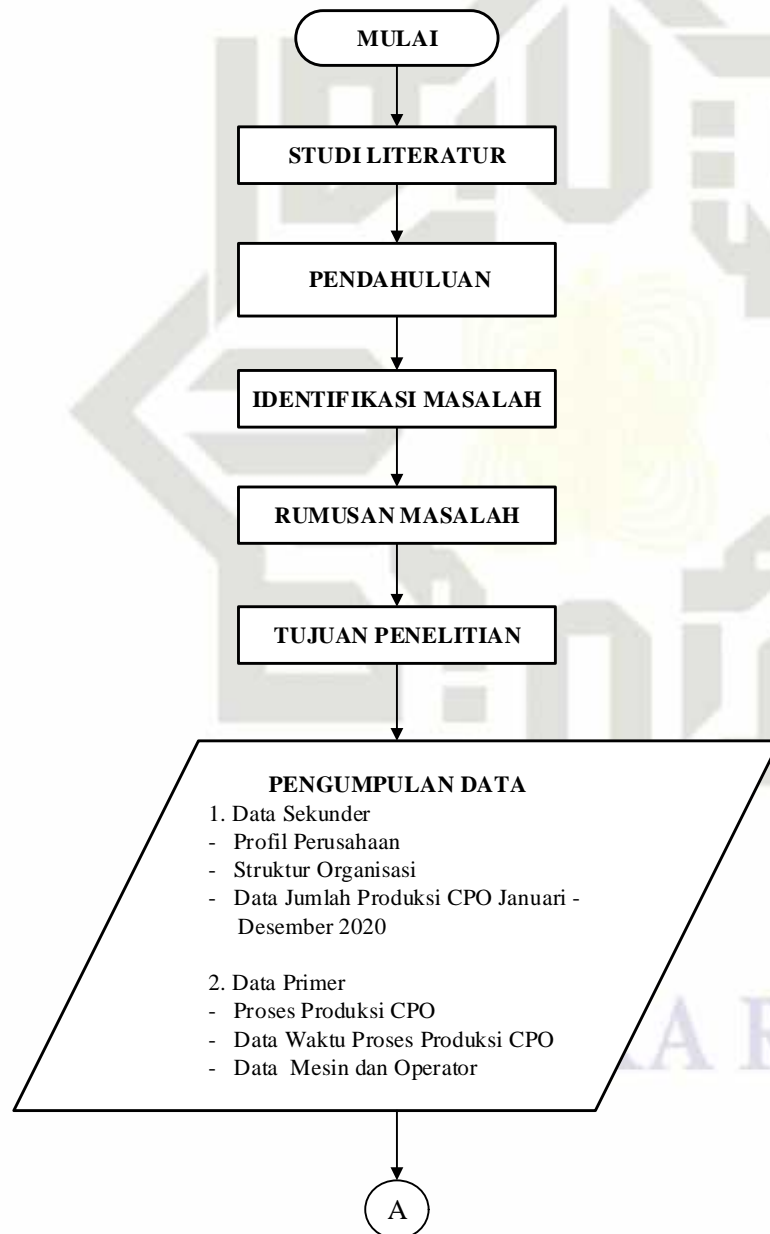 MULAI
STUDI LITERATUR
PENDAHULUAN
IDENTIFIKASI MASALAH
RUMUSAN MASALAH
TUJUAN PENELITIAN
PENGUMPULAN DATA
1. Data Sekunder
- Profil Perusahaan
- Struktur Organisasi
- Data Jumlah Produksi CPO Januari -
Desember 2020
2. Data Primer
- Proses Produksi CPO
- Data Waktu Proses Produksi CPO
- Data Mesin dan Operator
A